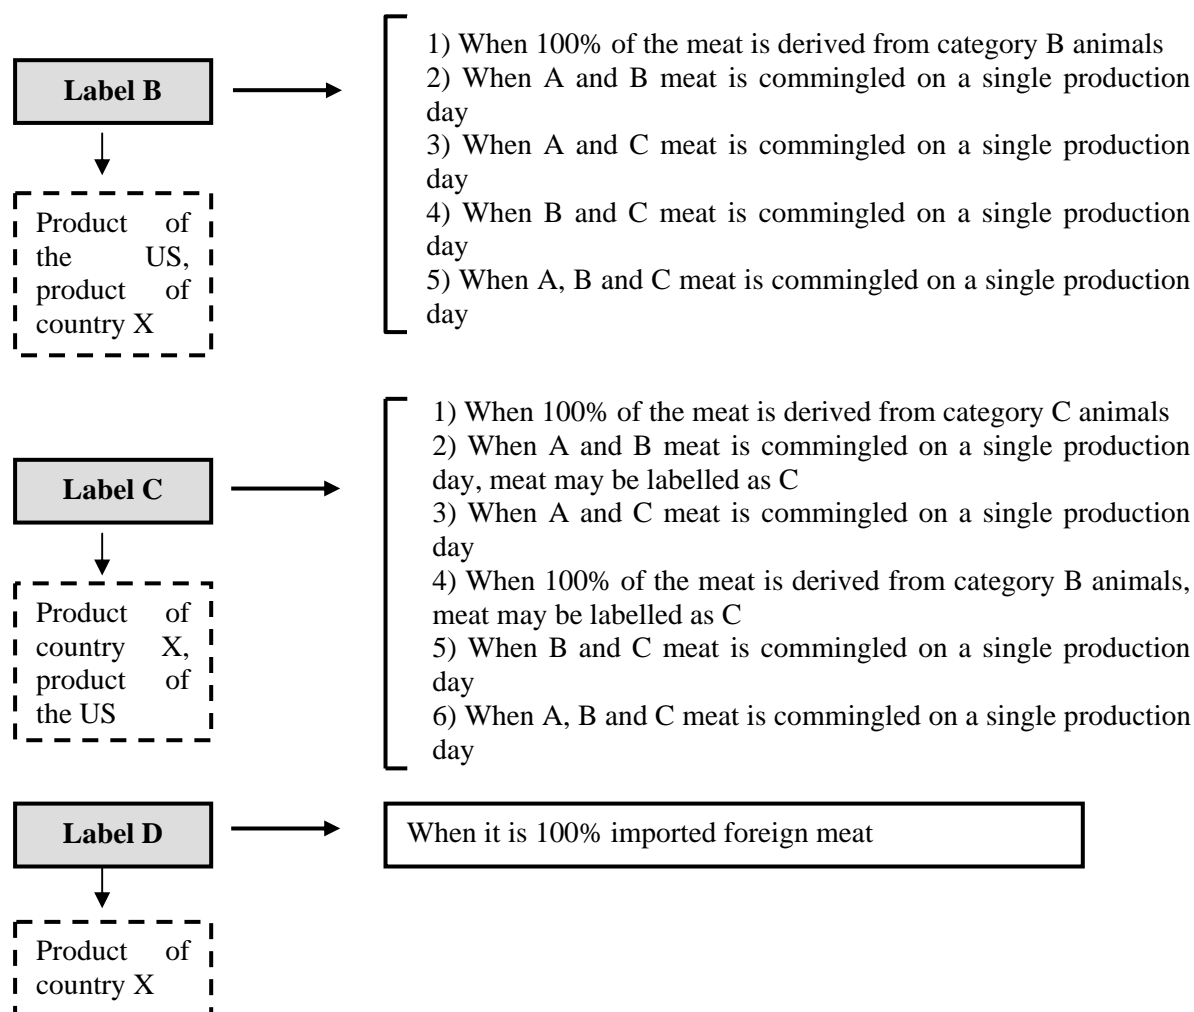 Label B
Product of
the US,
product of
country X
1) When 100% of the meat is derived from category B animals
2) When A and B meat is commingled on a single production
day
3) When A and C meat is commingled on a single production
day
4) When B and C meat is commingled on a single production
day
5) When A, B and C meat is commingled on a single production
day
Label C
Product of
country X,
product of
the US
1) When 100% of the meat is derived from category C animals
2) When A and B meat is commingled on a single production
day, meat may be labelled as C
3) When A and C meat is commingled on a single production
day
4) When 100% of the meat is derived from category B animals,
meat may be labelled as C
5) When B and C meat is commingled on a single production
day
6) When A, B and C meat is commingled on a single production
day
Label D
Product of
country X
When it is 100% imported foreign meat